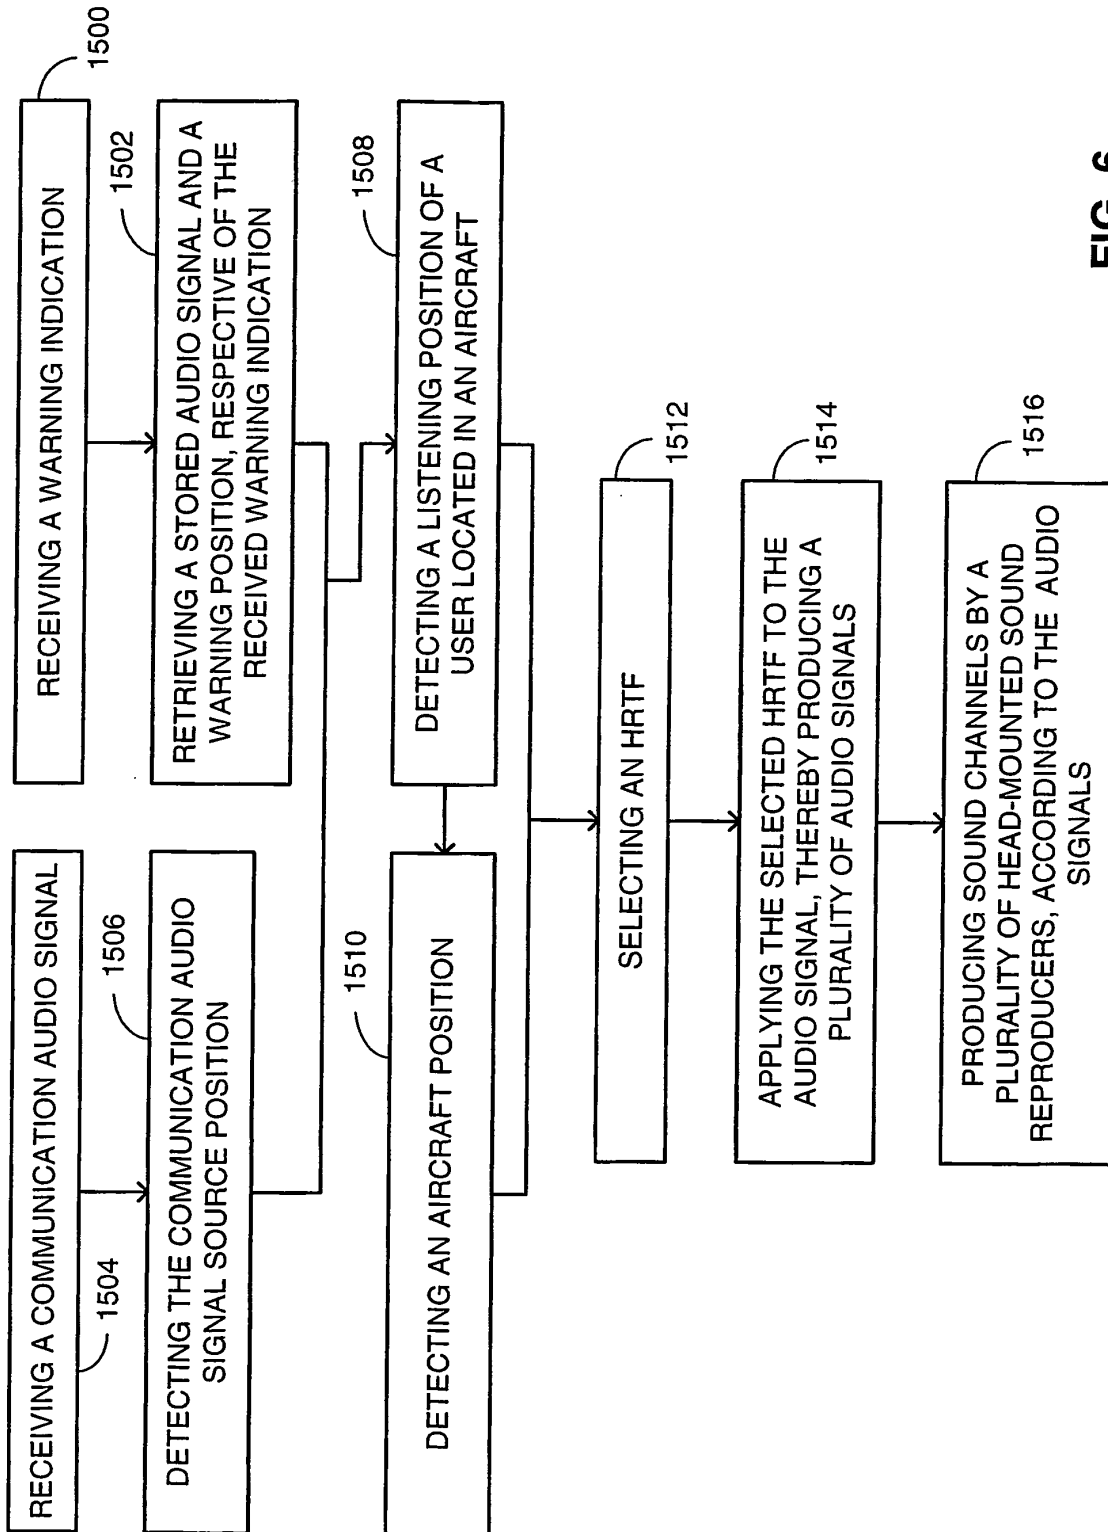 RECEIVING A COMMUNICATION AUDIO SIGNAL
1504
DETECTING THE COMMUNICATION AUDIO
SIGNAL SOURCE POSITION
1506
RECEIVING A WARNING INDICATION
1500
RETRIEVING A STORED AUDIO SIGNAL AND A
WARNING POSITION, RESPECTIVE OF THE
RECEIVED WARNING INDICATION
1502
DETECTING A LISTENING POSITION OF A
USER LOCATED IN AN AIRCRAFT
1508
DETECTING AN AIRCRAFT POSITION
1510
SELECTING AN HRTF
1512
APPLYING THE SELECTED HRTF TO THE
AUDIO SIGNAL, THEREBY PRODUCING A
PLURALITY OF AUDIO SIGNALS
1514
PRODUCING SOUND CHANNELS BY A
PLURALITY OF HEAD-MOUNTED SOUND
REPRODUCERS, ACCORDING TO THE AUDIO
SIGNALS
1516
FIG. 6